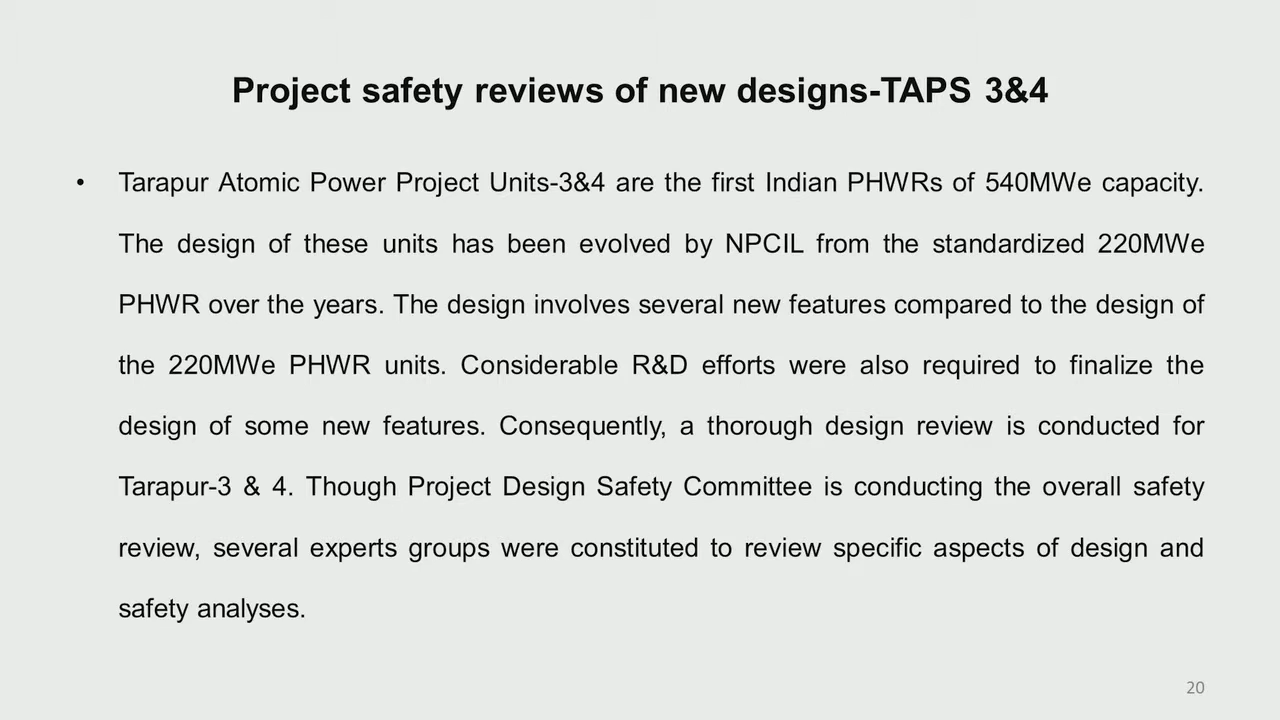 Project safety reviews of new designs-TAPS 3&4
• Tarapur Atomic Power Project Units-3&4 are the first Indian PHWRs of 540MWe capacity.
The design of these units has been evolved by NPCIL from the standardized 220MWe
PHWR over the years. The design involves several new features compared to the design of
the 220MWe PHWR units. Considerable R&D efforts were also required to finalize the
design of some new features. Consequently, a thorough design review is conducted for
Tarapur-3 & 4. Though Project Design Safety Committee is conducting the overall safety
review, several experts groups were constituted to review specific aspects of design and
safety analyses.
20